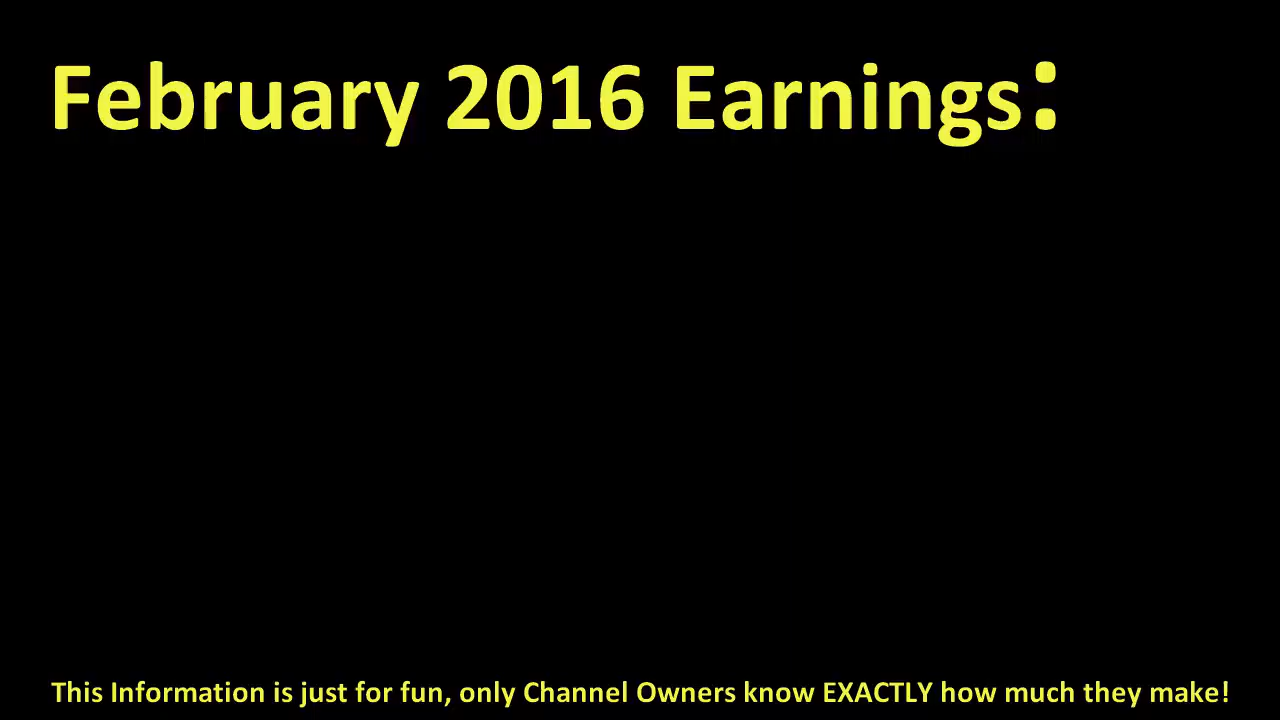 February 2016 Earnings:
This Information is just for fun, only Channel Owners know EXACTLY how much they make!